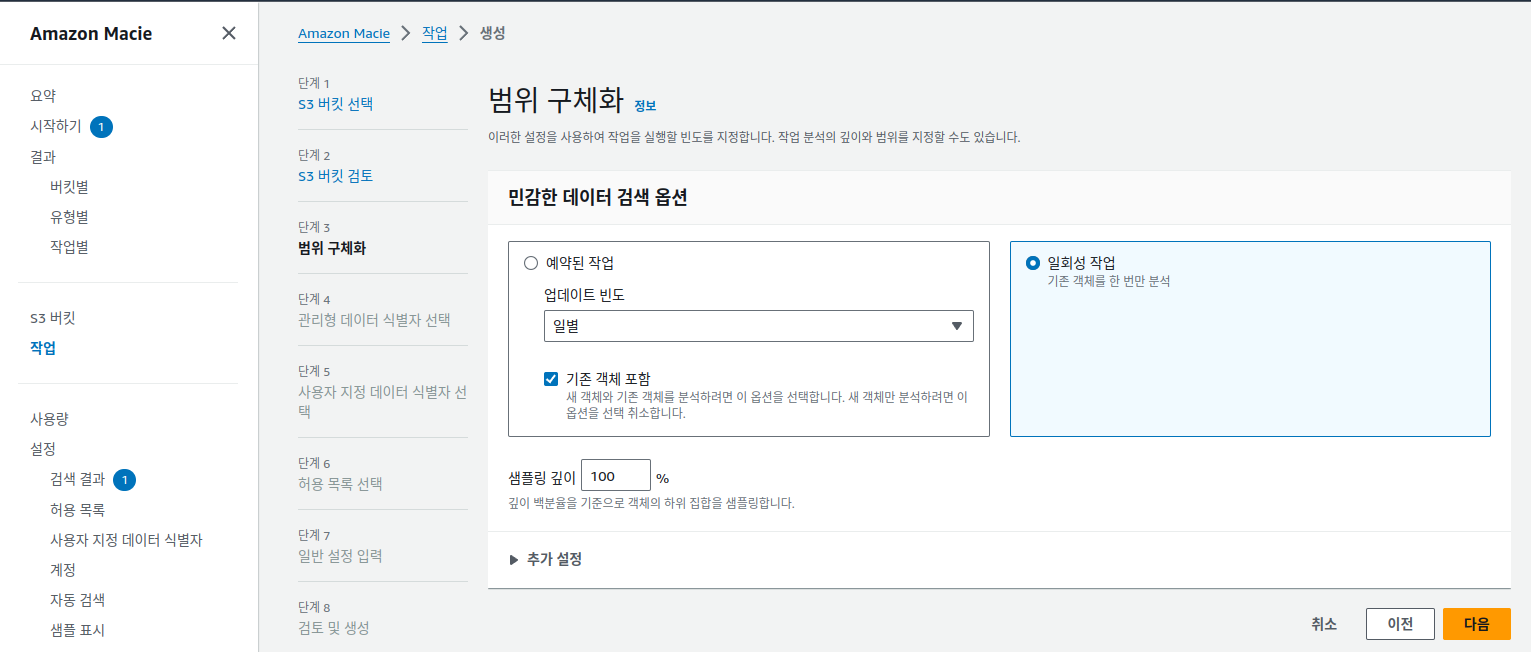 Amazon Macie
요약
시작하기 1
결과
버킷별
유형별
작업별
S3 버킷
작업
사용량
설정
검색 결과 1
허용 목록
사용자 지정 데이터 식별자
계정
자동 검색
샘플 표시
Amazon Macie > 작업 > 생성
단계 1
S3 버킷 선택
단계 2
S3 버킷 검토
단계 3
범위 구체화
단계 4
관리형 데이터 식별자 선택
단계 5
사용자 지정 데이터 식별자 선
택
단계 6
허용 목록 선택
단계 7
일반 설정 입력
단계 8
검토 및 생성
범위 구체화 정보
이러한 설정을 사용하여 작업을 실행할 빈도를 지정합니다. 작업 분석의 깊이와 범위를 지정할 수도 있습니다.
민감한 데이터 검색 옵션
예약된 작업
업데이트 빈도
일별
기존 객체 포함
새 객체와 기존 객체를 분석하려면 이 옵션을 선택합니다. 새 객체만 분석하려면 이
옵션을 선택 취소합니다.
일회성 작업
기존 객체를 한 번만 분석
샘플링 깊이 100 %
깊이 백분율을 기준으로 객체의 하위 집합을 샘플링합니다.
추가 설정
취소 이전 다음